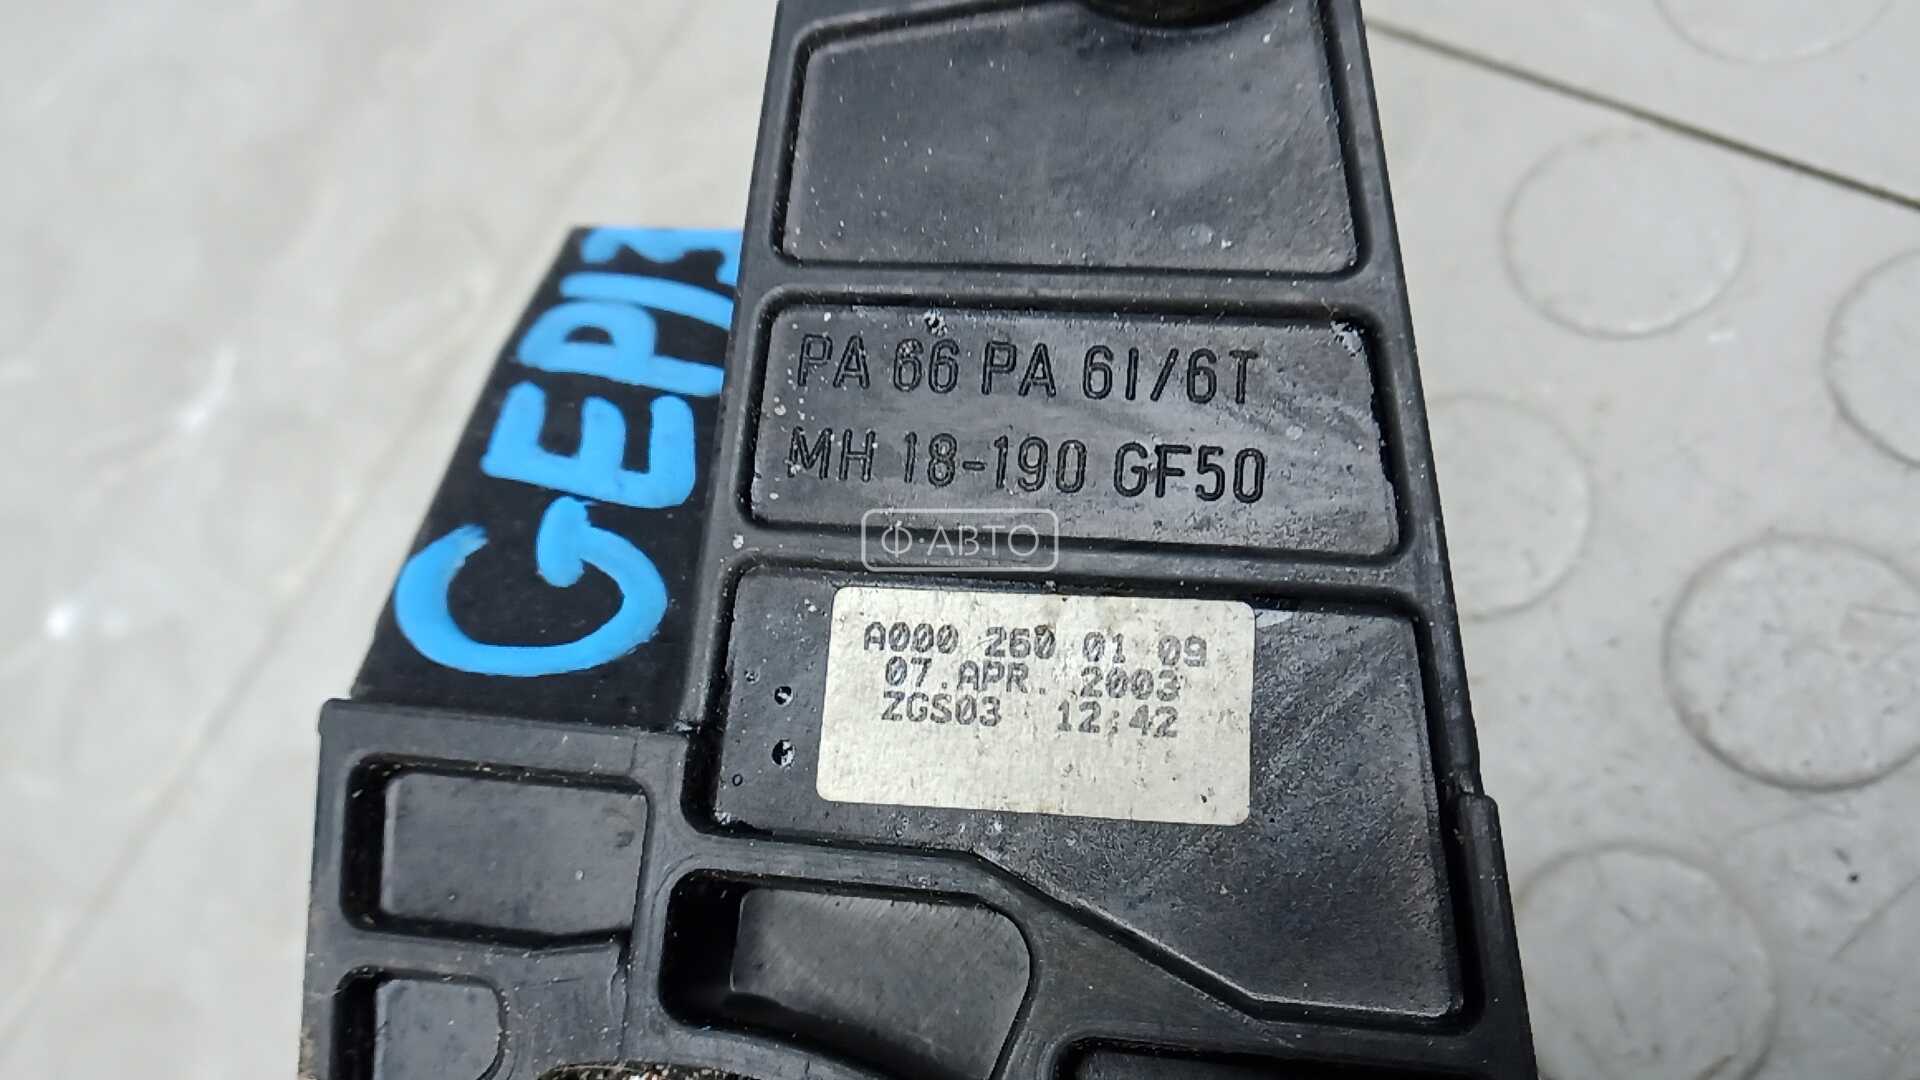 PA 66 PA 6I/6T
MH 18-190 GF50
Ф·АВТО
A000 260 01 09
07.APR. 2003
ZGS03 12:42